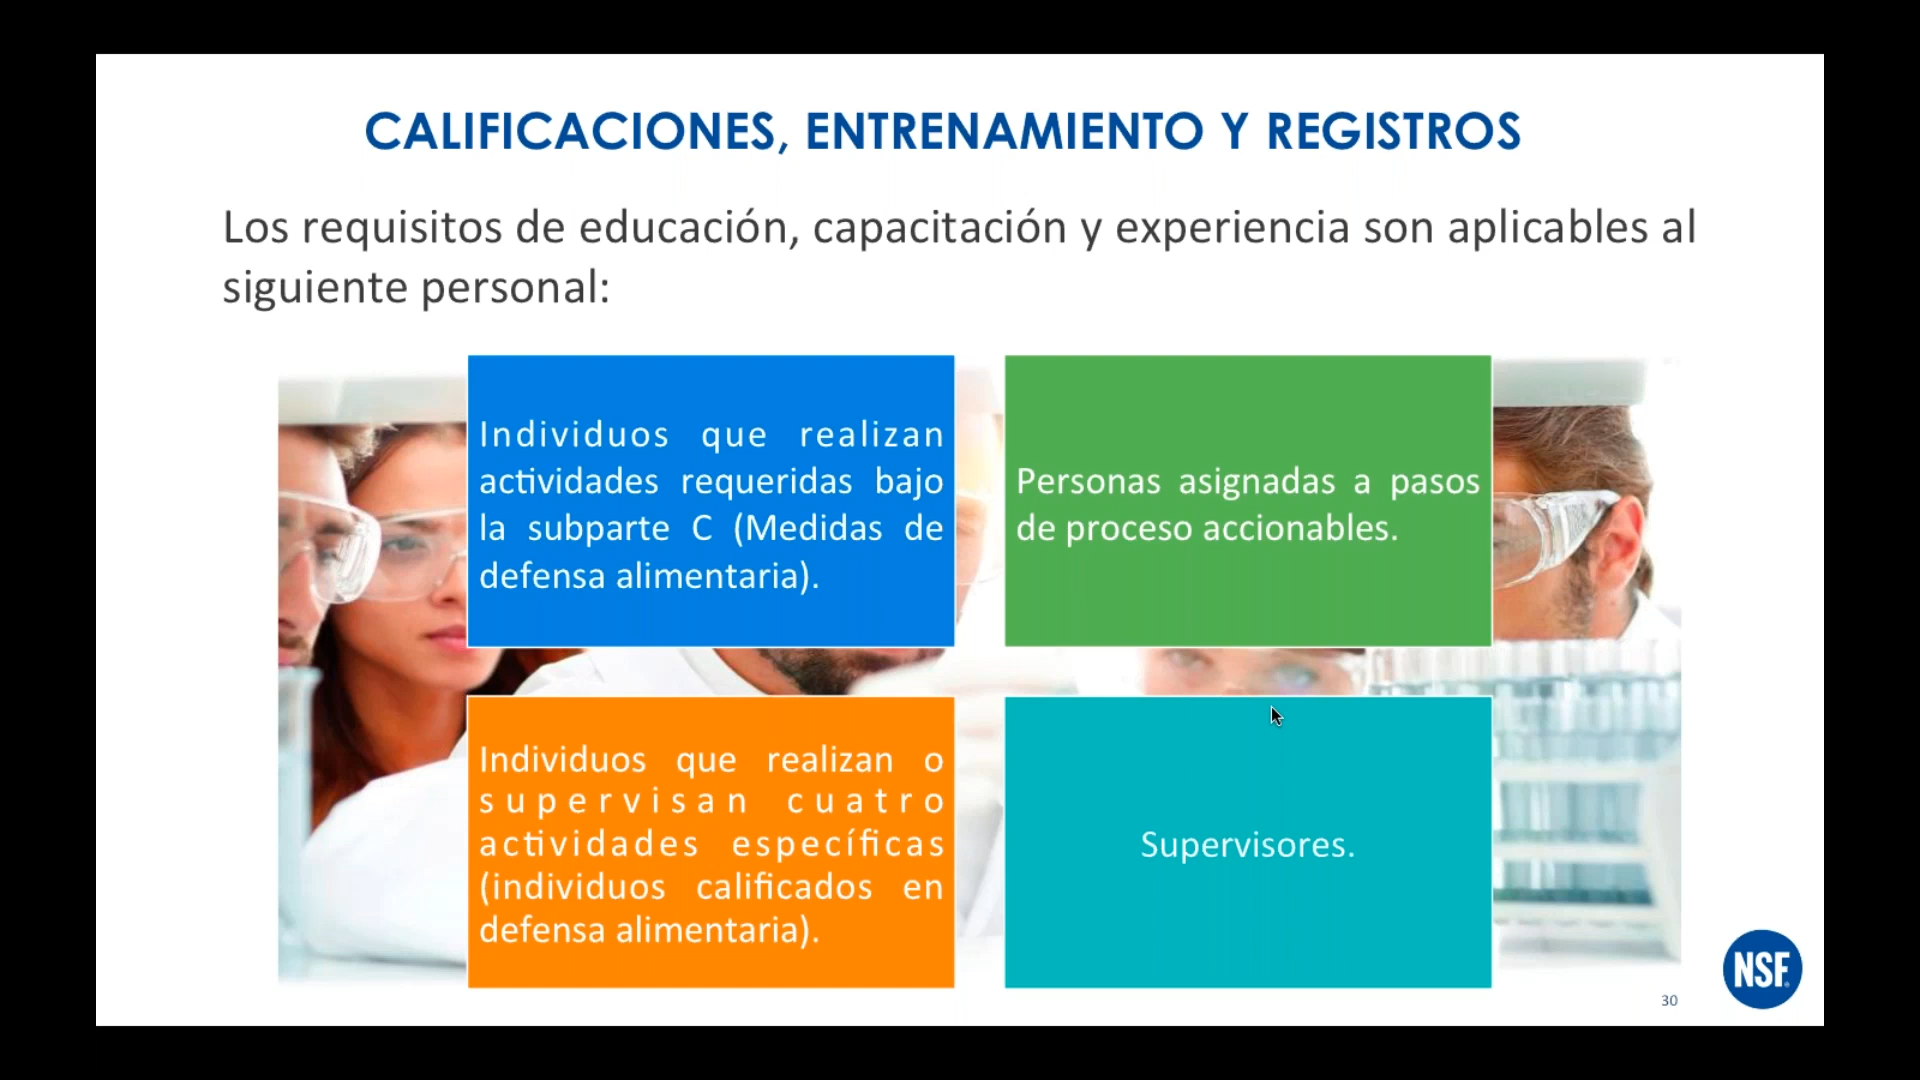 CALIFICACIONES, ENTRENAMIENTO Y REGISTROS
Los requisitos de educación, capacitación y experiencia son aplicables al
siguiente personal:
Individuos que realizan
actividades requeridas bajo
la subparte C (Medidas de
defensa alimentaria).
Personas asignadas a pasos
de proceso accionables.
Individuos que realizan o
supervisan cuatro
actividades específicas
(individuos calificados en
defensa alimentaria).
Supervisores.
NSF
30